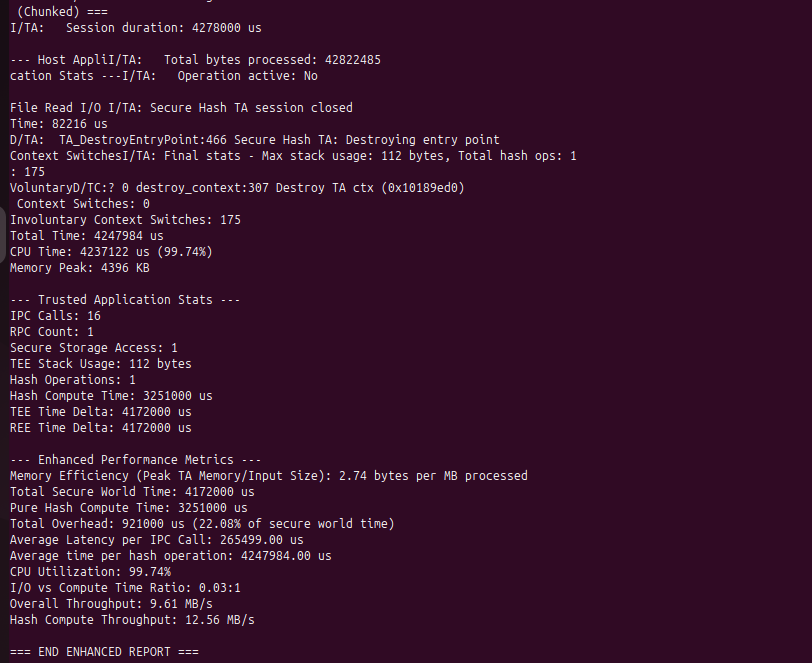 (Chunked) ===
I/TA:   Session duration: 4278000 us

--- Host AppliI/TA:   Total bytes processed: 42822485
cation Stats ---I/TA:   Operation active: No

File Read I/O I/TA: Secure Hash TA session closed
Time: 82216 us
D/TA:  TA_DestroyEntryPoint:466 Secure Hash TA: Destroying entry point
Context SwitchesI/TA: Final stats - Max stack usage: 112 bytes, Total hash ops: 1
: 175
VoluntaryD/TC:? 0 destroy_context:307 Destroy TA ctx (0x10189ed0)
 Context Switches: 0
Involuntary Context Switches: 175
Total Time: 4247984 us
CPU Time: 4237122 us (99.74%)
Memory Peak: 4396 KB

--- Trusted Application Stats ---
IPC Calls: 16
RPC Count: 1
Secure Storage Access: 1
TEE Stack Usage: 112 bytes
Hash Operations: 1
Hash Compute Time: 3251000 us
TEE Time Delta: 4172000 us
REE Time Delta: 4172000 us

--- Enhanced Performance Metrics ---
Memory Efficiency (Peak TA Memory/Input Size): 2.74 bytes per MB processed
Total Secure World Time: 4172000 us
Pure Hash Compute Time: 3251000 us
Total Overhead: 921000 us (22.08% of secure world time)
Average Latency per IPC Call: 265499.00 us
Average time per hash operation: 4247984.00 us
CPU Utilization: 99.74%
I/O vs Compute Time Ratio: 0.03:1
Overall Throughput: 9.61 MB/s
Hash Compute Throughput: 12.56 MB/s

=== END ENHANCED REPORT ===